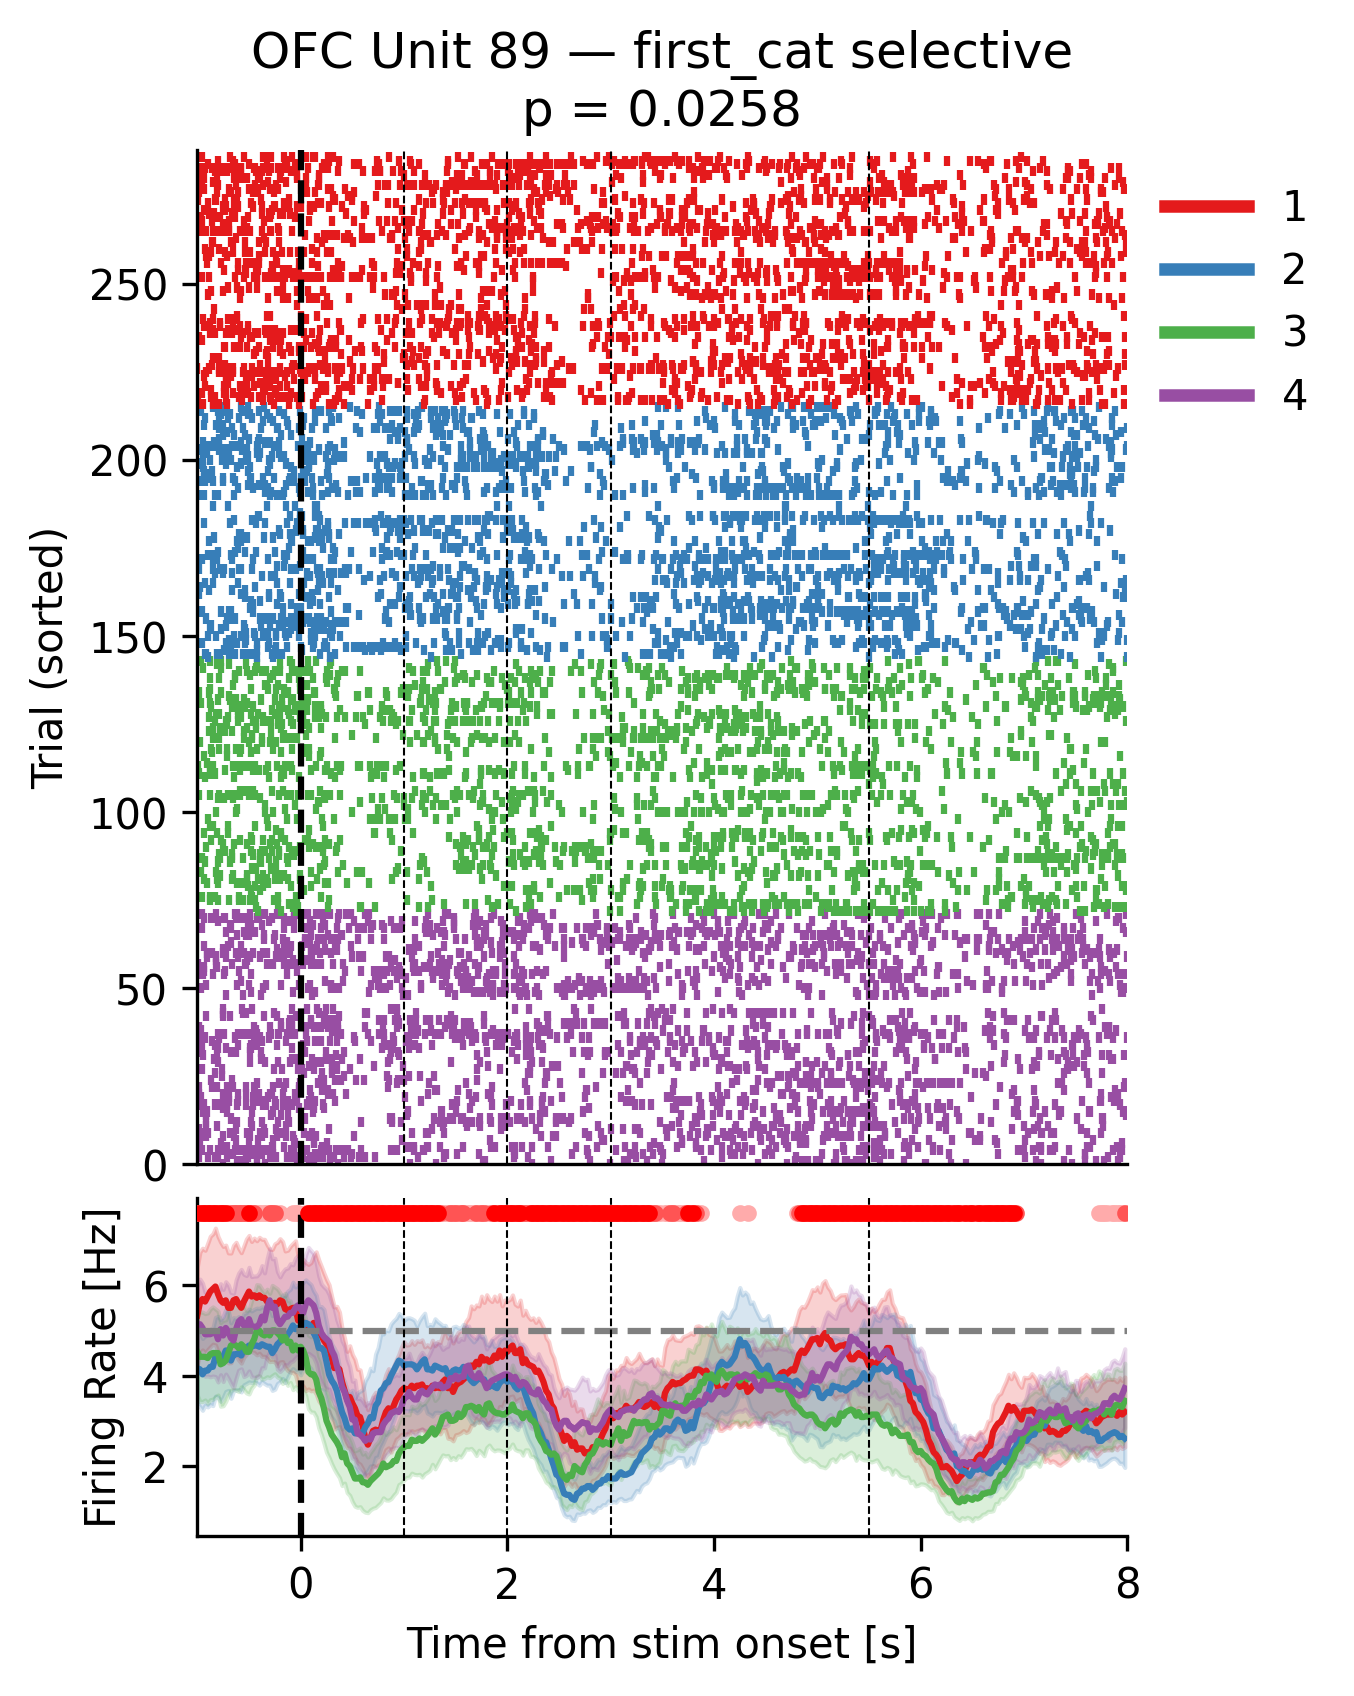 OFC Unit 89 — first_cat selective
p = 0.0258
1
2
3
4
Trial (sorted)
250
200
150
100
50
0
Firing Rate [Hz]
6
4
2
0 2 4 6 8
Time from stim onset [s]